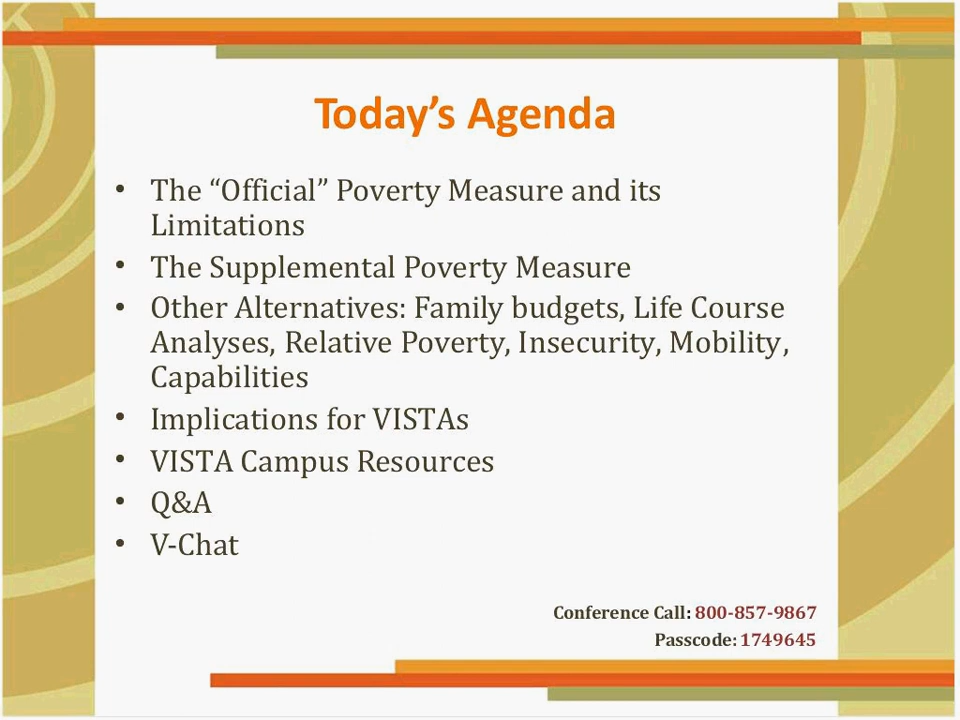 Today’s Agenda
• The “Official” Poverty Measure and its
Limitations
• The Supplemental Poverty Measure
• Other Alternatives: Family budgets, Life Course
Analyses, Relative Poverty, Insecurity, Mobility,
Capabilities
• Implications for VISTAs
• VISTA Campus Resources
• Q&A
• V-Chat
Conference Call: 800-857-9867
Passcode: 1749645